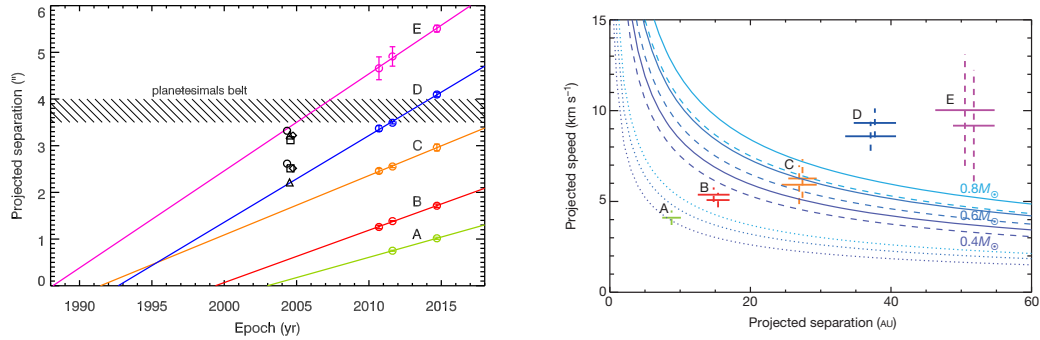 6
5
4
3
2
1
0
Projected separation (")
planetesimals belt
E
D
C
B
A
1990 1995 2000 2005 2010 2015
Epoch (yr)
15
10
5
0
Projected speed (km s⁻¹)
A
B
C
D
E
0.8M⊙
0.6M⊙
0.4M⊙
0 20 40 60
Projected separation (AU)